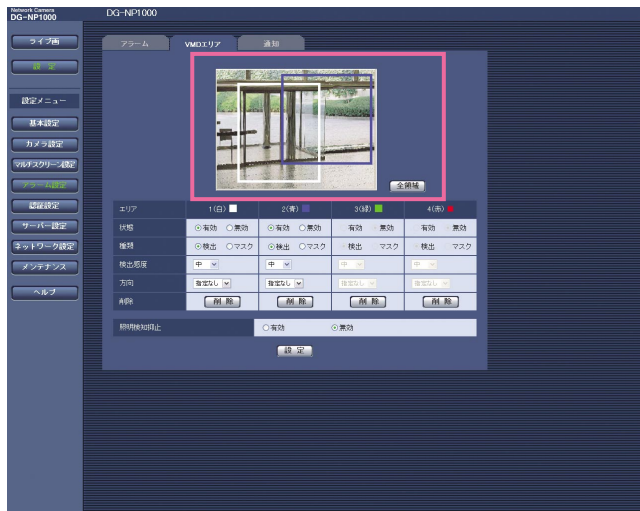 Network Camera
DG-NP1000
DG-NP1000
ライブ画
設 定
設定メニュー
基本設定
カメラ設定
マルチスクリーン設定
アラーム設定
認証設定
サーバー設定
ネットワーク設定
メンテナンス
ヘルプ
アラーム VMDエリア 通知
全領域
エリア 1(白) 2(青) 3(緑) 4(赤)
状態 有効 無効 有効 無効 有効 無効 有効 無効
種類 検出 マスク 検出 マスク 検出 マスク 検出 マスク
検出感度 中 中 中 中
方向 指定なし 指定なし 指定なし 指定なし
削除 削 除 削 除 削 除 削 除
照明検知抑止 有効 無効
設 定